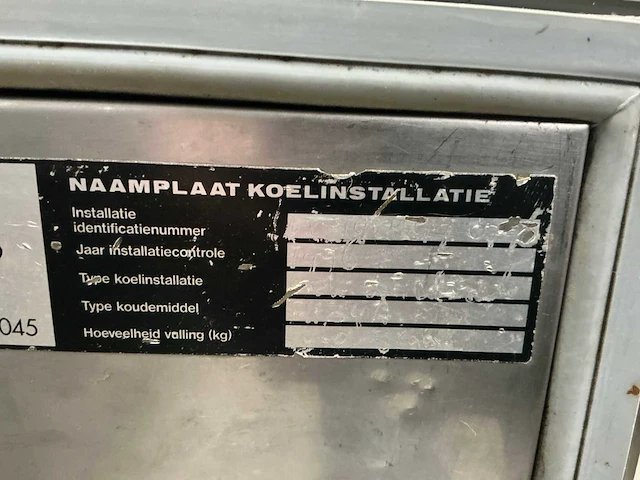 NAAMPLAAT KOELINSTALLATIE
Installatie
identificatienummer
Jaar installatiecontrole
Type koelinstallatie
Type koudemiddel
Hoeveelheid vulling (kg)
045